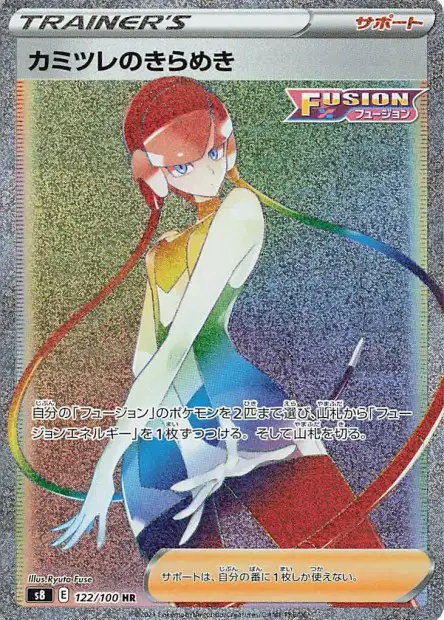 TRAINER'S
サポート
カミツレのきらめき
FUSION
フュージョン
自分の「フュージョン」のポケモンを2匹まで選び、山札から「フュー
ジョンエネルギー」を1枚ずつつける。そして山札を切る。
Illus.Ryuta Fuse
サポートは、自分の番に1枚しか使えない。
s8 E 122/100 HR